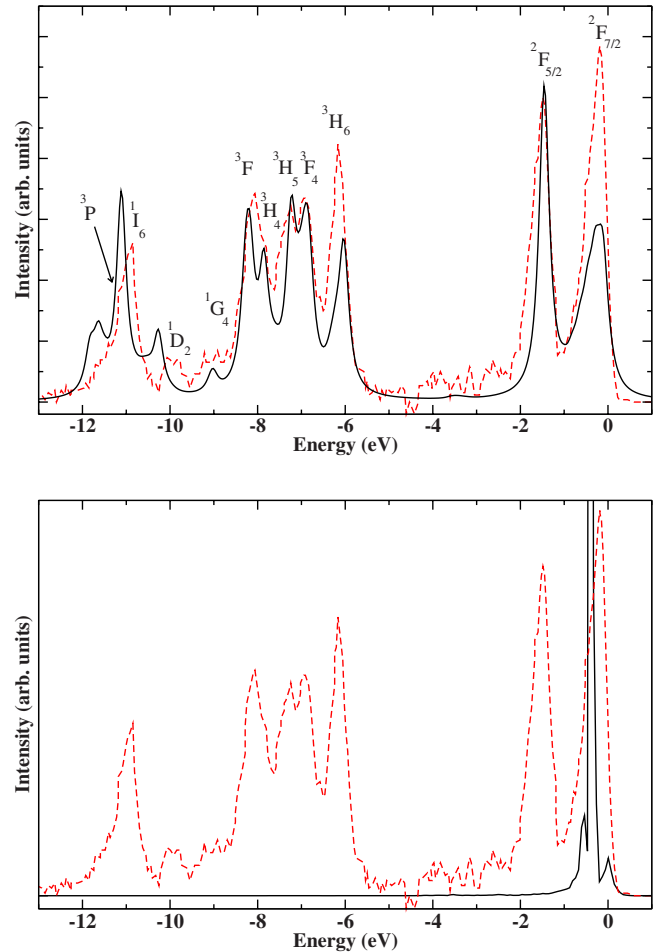 ²F₇/₂
²F₅/₂
³H₆
³F
³H₅
³F₄
³H₄
³P
¹I₆
¹G₄
¹D₂
Intensity (arb. units)
-12 -10 -8 -6 -4 -2 0
Energy (eV)
Intensity (arb. units)
-12 -10 -8 -6 -4 -2 0
Energy (eV)